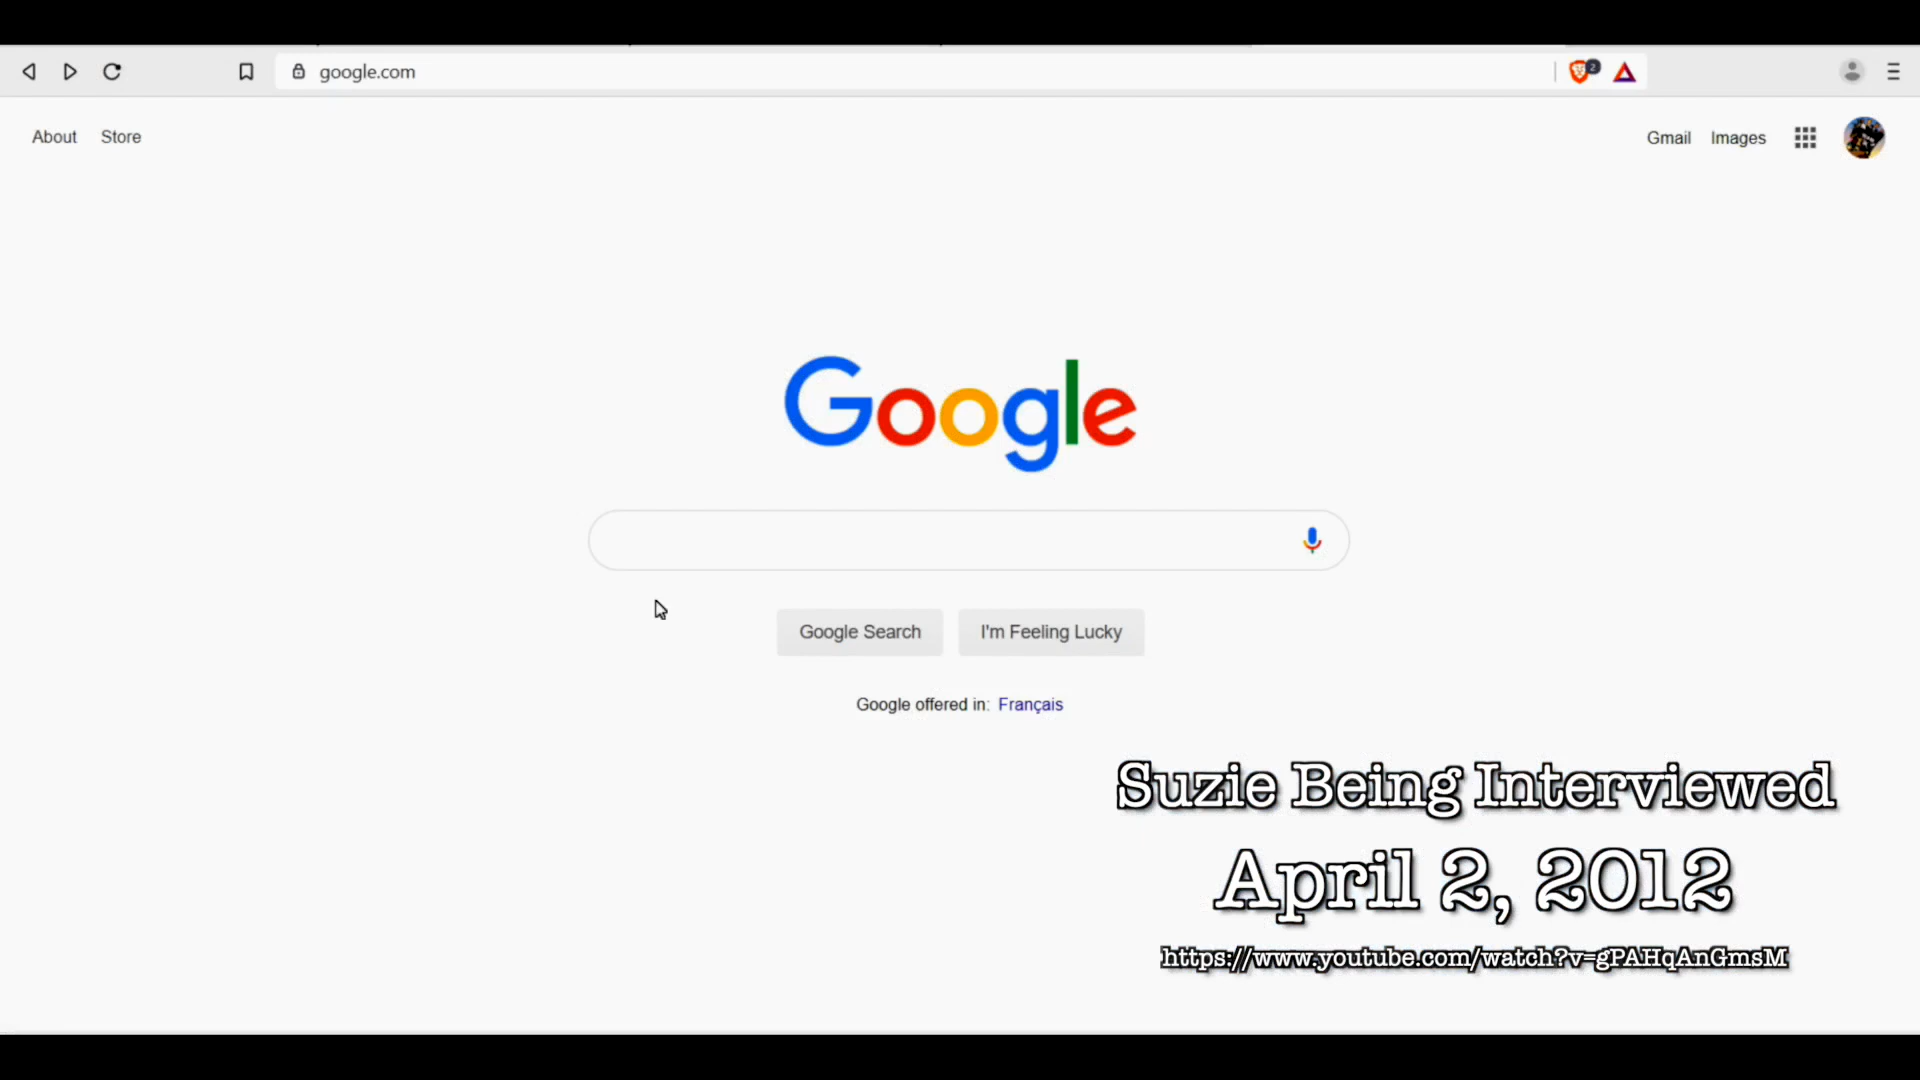 google.com
2
About Store
Gmail Images
Google
Google Search I'm Feeling Lucky
Google offered in: Français
Suzie Being Interviewed
April 2, 2012
https://www.youtube.com/watch?v=gPAHqAnGmsM